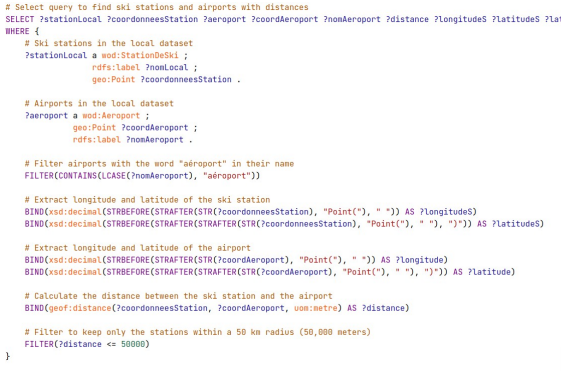 # Select query to find ski stations and airports with distances
SELECT ?stationLocal ?coordonneesStation ?aeroport ?coordAeroport ?nomAeroport ?distance ?longitudeS ?latitudeS ?lat
WHERE {
# Ski stations in the local dataset
?stationLocal a wod:StationDeSki ;
rdfs:label ?nomLocal ;
geo:Point ?coordonneesStation .
# Airports in the local dataset
?aeroport a wod:Aeroport ;
geo:Point ?coordAeroport ;
rdfs:label ?nomAeroport .
# Filter airports with the word "aéroport" in their name
FILTER(CONTAINS(LCASE(?nomAeroport), "aéroport"))
# Extract longitude and latitude of the ski station
BIND(xsd:decimal(STRBEFORE(STRAFTER(STR(?coordonneesStation), "Point("), " ")) AS ?longitudeS)
BIND(xsd:decimal(STRBEFORE(STRAFTER(STRAFTER(STR(?coordonneesStation), "Point("), " "), ")")) AS ?latitudeS)
# Extract longitude and latitude of the airport
BIND(xsd:decimal(STRBEFORE(STRAFTER(STR(?coordAeroport), "Point("), " ")) AS ?longitude)
BIND(xsd:decimal(STRBEFORE(STRAFTER(STRAFTER(STR(?coordAeroport), "Point("), " "), ")")) AS ?latitude)
# Calculate the distance between the ski station and the airport
BIND(geof:distance(?coordonneesStation, ?coordAeroport, uom:metre) AS ?distance)
# Filter to keep only the stations within a 50 km radius (50,000 meters)
FILTER(?distance <= 50000)
}